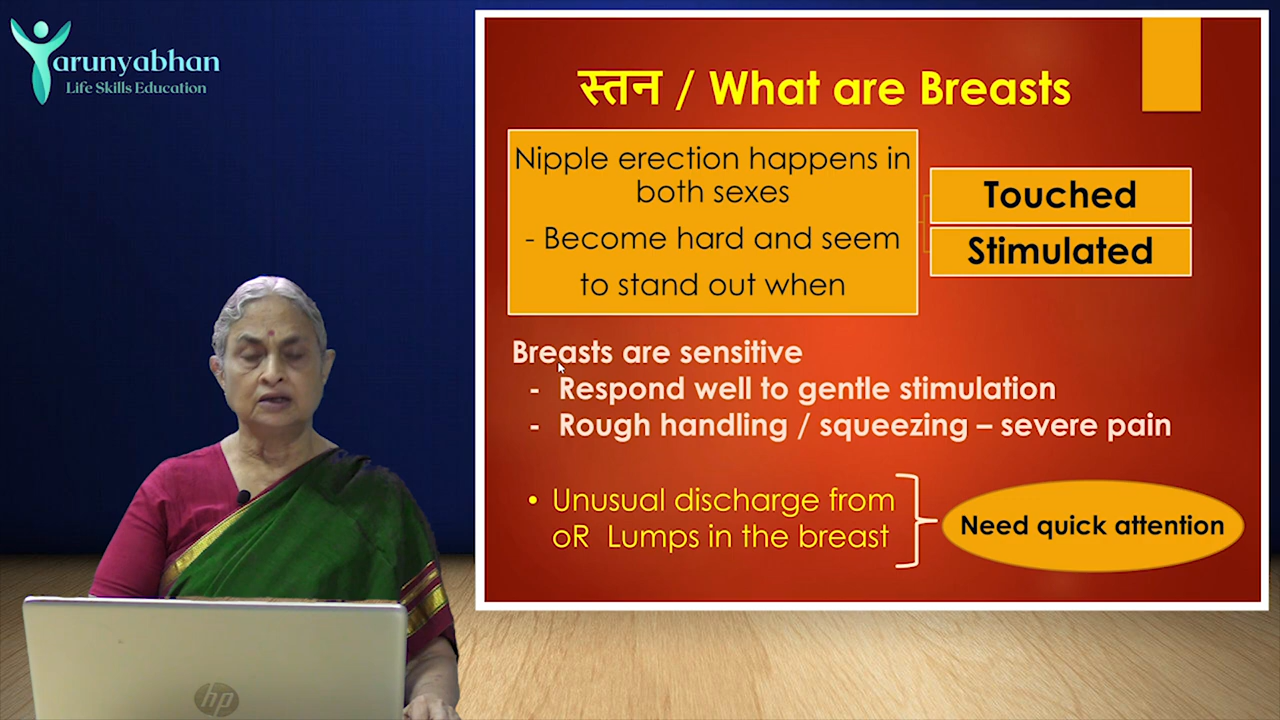 arunyabhan
Life Skills Education
स्तन / What are Breasts
Nipple erection happens in
both sexes
- Become hard and seem
to stand out when
Touched
Stimulated
Breasts are sensitive
- Respond well to gentle stimulation
- Rough handling / squeezing – severe pain
• Unusual discharge from
oR Lumps in the breast
Need quick attention
hp